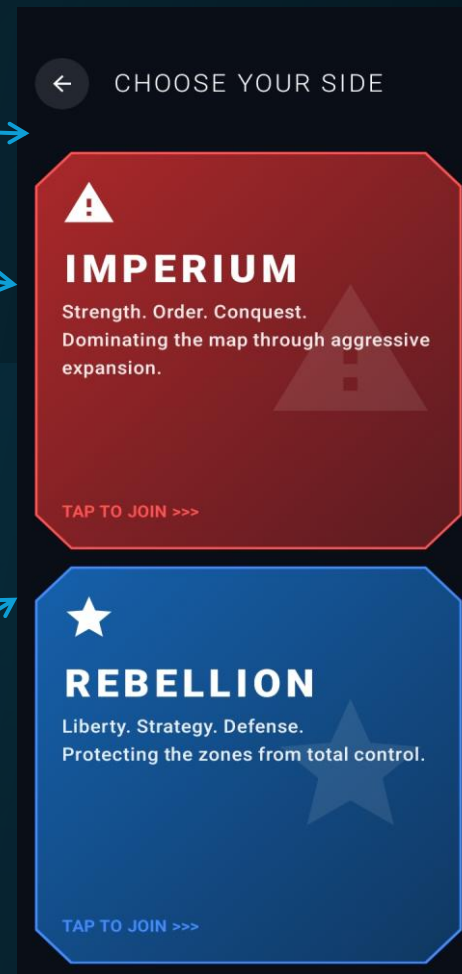 CHOOSE YOUR SIDE
IMPERIUM
Strength. Order. Conquest.
Dominating the map through aggressive
expansion.
TAP TO JOIN >>>
REBELLION
Liberty. Strategy. Defense.
Protecting the zones from total control.
TAP TO JOIN >>>